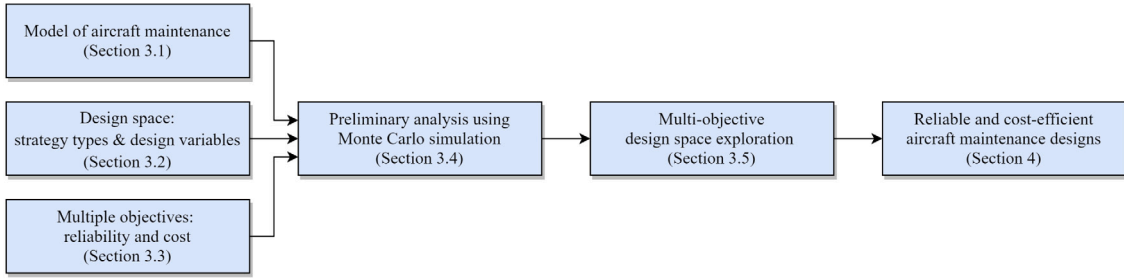 Model of aircraft maintenance
(Section 3.1)
Design space:
strategy types & design variables
(Section 3.2)
Multiple objectives:
reliability and cost
(Section 3.3)
Preliminary analysis using
Monte Carlo simulation
(Section 3.4)
Multi-objective
design space exploration
(Section 3.5)
Reliable and cost-efficient
aircraft maintenance designs
(Section 4)